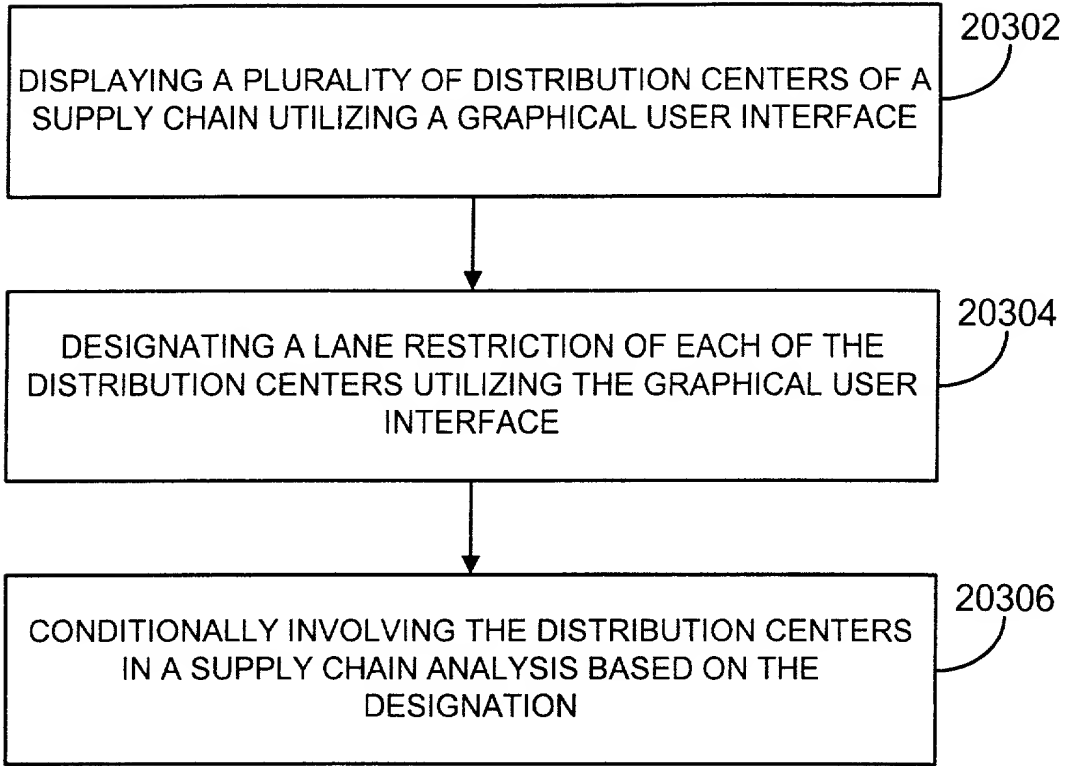 20302
DISPLAYING A PLURALITY OF DISTRIBUTION CENTERS OF A
SUPPLY CHAIN UTILIZING A GRAPHICAL USER INTERFACE
20304
DESIGNATING A LANE RESTRICTION OF EACH OF THE
DISTRIBUTION CENTERS UTILIZING THE GRAPHICAL USER
INTERFACE
20306
CONDITIONALLY INVOLVING THE DISTRIBUTION CENTERS
IN A SUPPLY CHAIN ANALYSIS BASED ON THE
DESIGNATION